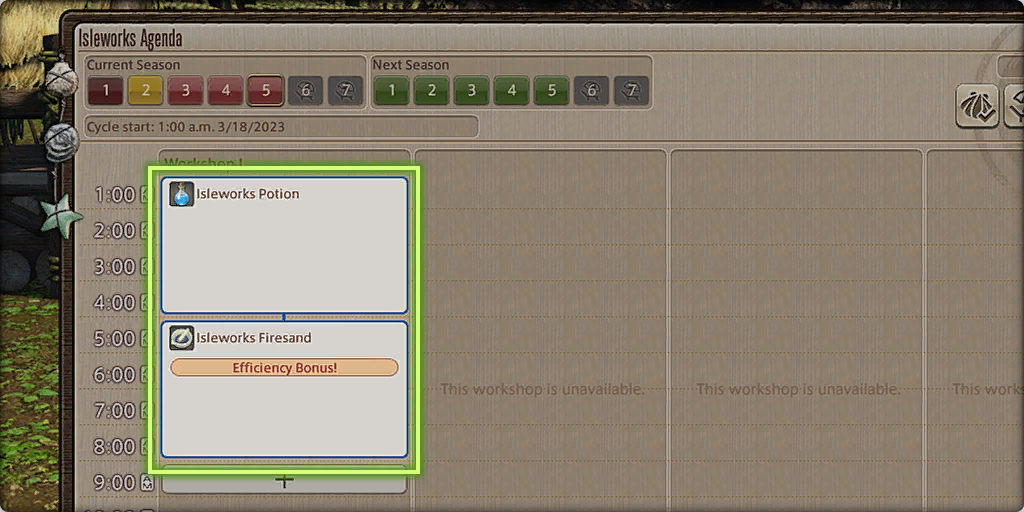 Isleworks Agenda
Current Season
Next Season
1 2 3 4 5 6 7
1 2 3 4 5 6 7
Cycle start: 1:00 a.m. 3/18/2023
Workshop I
1:00
Isleworks Potion
2:00
3:00
4:00
5:00
Isleworks Firesand
6:00
Efficiency Bonus!
This workshop is unavailable.
This workshop is unavailable.
This works
7:00
8:00
9:00 AM
+